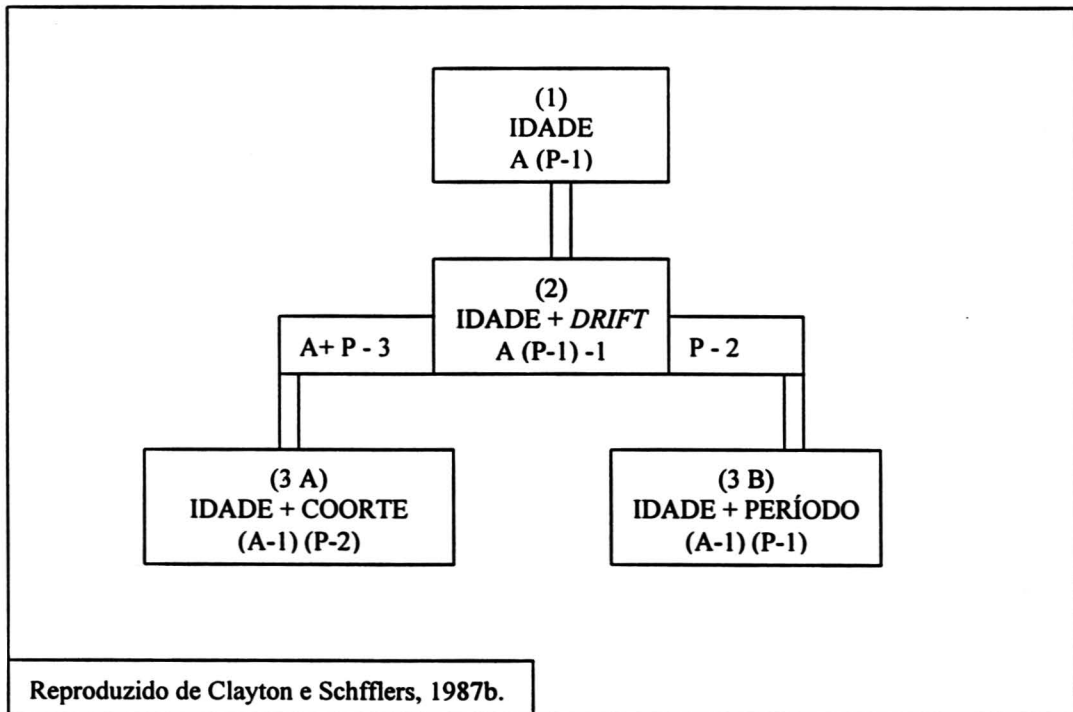 (1)
IDADE
A (P-1)
(2)
IDADE + DRIFT
A (P-1) -1
A+ P - 3
P - 2
(3 A)
IDADE + COORTE
(A-1) (P-2)
(3 B)
IDADE + PERÍODO
(A-1) (P-1)
Reproduzido de Clayton e Schfflers, 1987b.